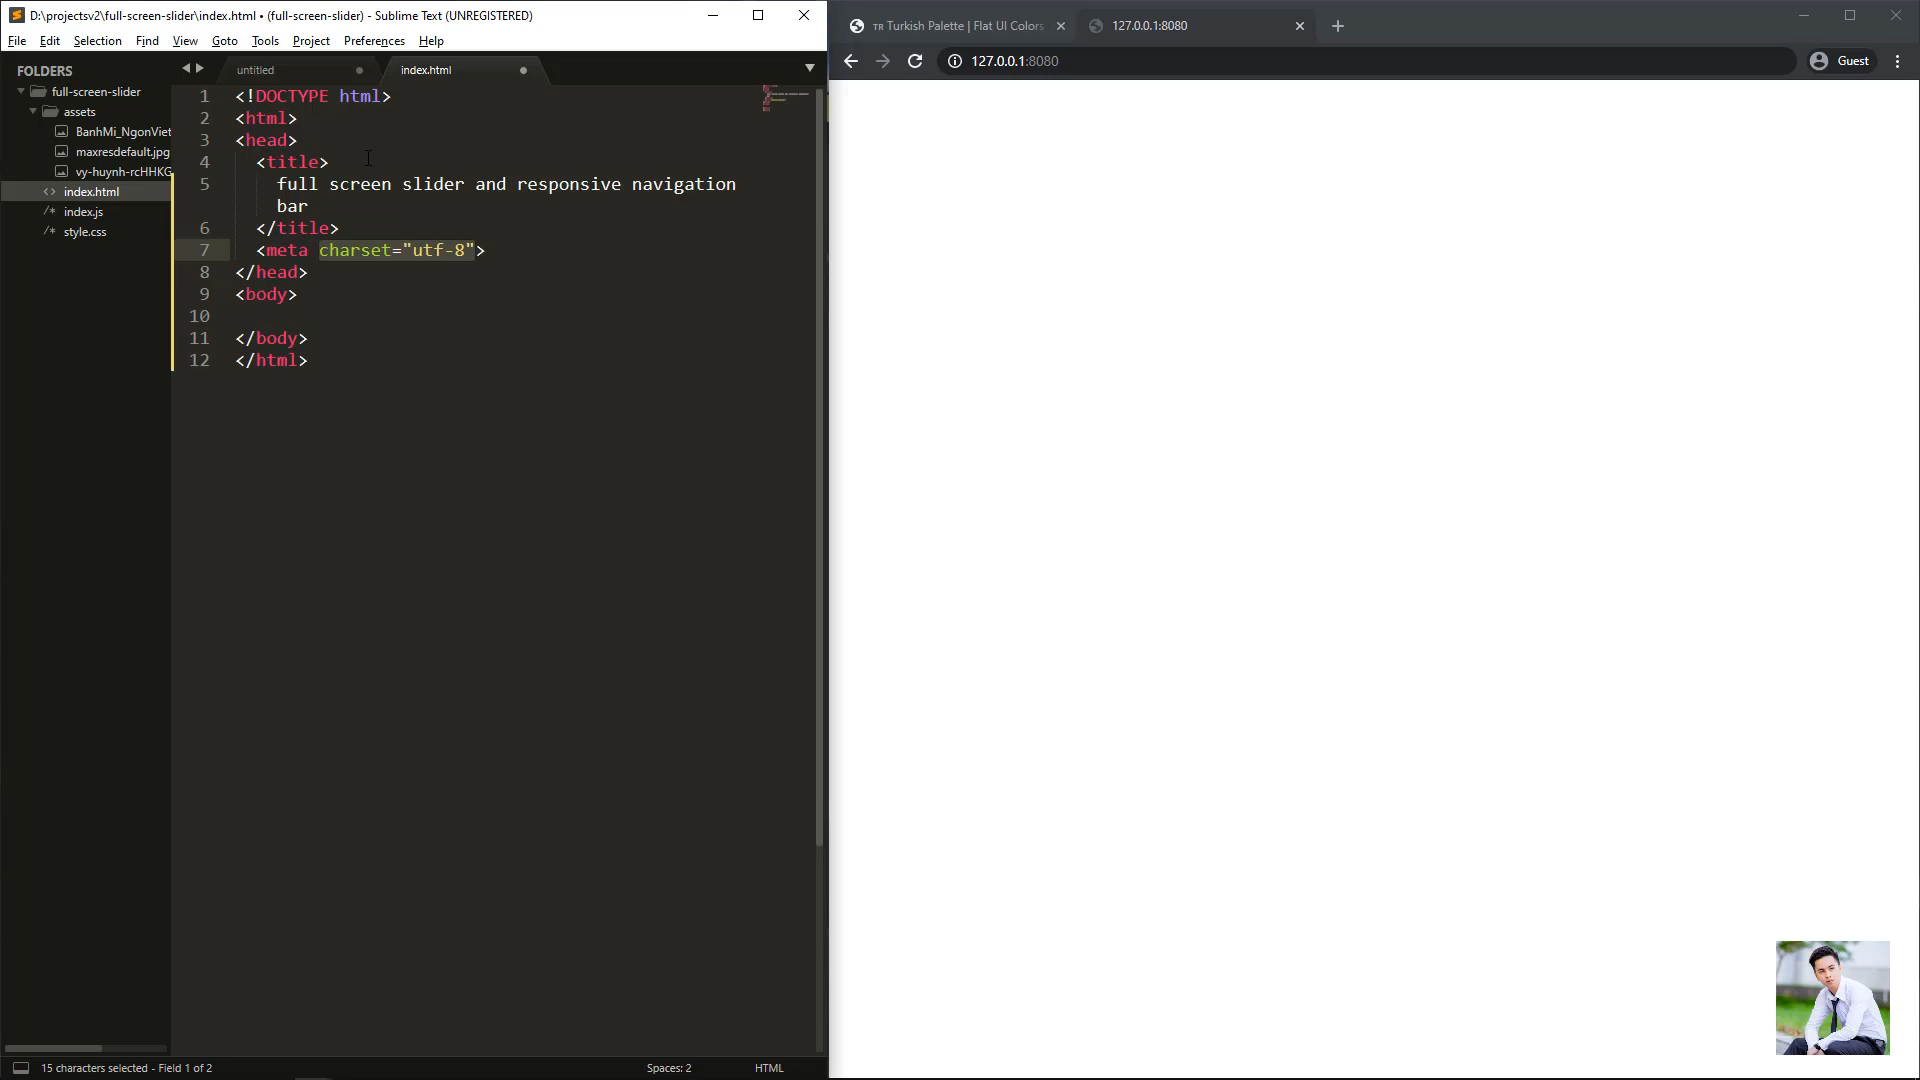 D:\projectsv2\full-screen-slider\index.html • (full-screen-slider) - Sublime Text (UNREGISTERED)
File Edit Selection Find View Goto Tools Project Preferences Help
FOLDERS
full-screen-slider
assets
BanhMi_NgonViet
maxresdefault.jpg
vy-huynh-rcHHKG
index.html
index.js
style.css
untitled
index.html
1 <!DOCTYPE html>
2 <html>
3 <head>
4 <title>
5 full screen slider and responsive navigation
bar
6 </title>
7 <meta charset="utf-8">
8 </head>
9 <body>
10
11 </body>
12 </html>
15 characters selected - Field 1 of 2
Spaces: 2
HTML
TR Turkish Palette | Flat UI Colors
127.0.0.1:8080
127.0.0.1:8080
Guest